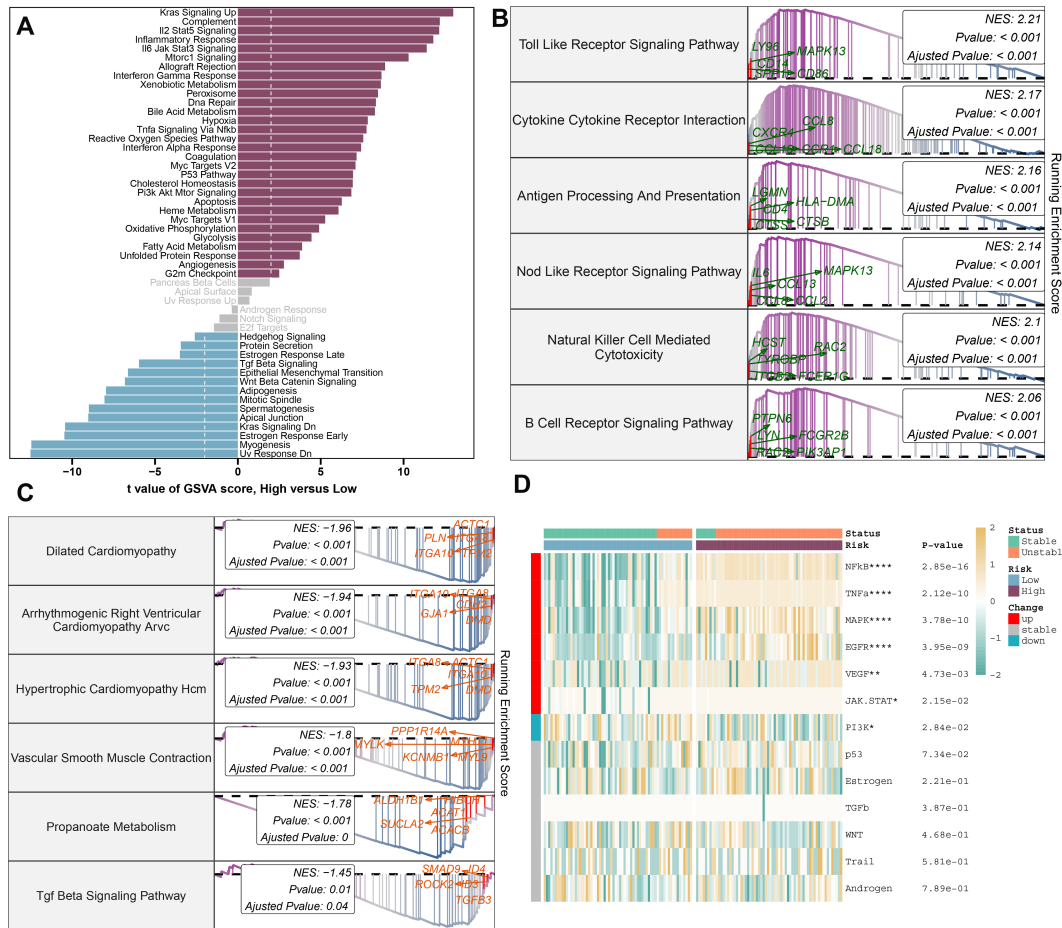 A
Kras Signaling Up
Complement
Il2 Stat5 Signaling
Inflammatory Response
Il6 Jak Stat3 Signaling
Mtorc1 Signaling
Allograft Rejection
Interferon Gamma Response
Xenobiotic Metabolism
Peroxisome
Dna Repair
Bile Acid Metabolism
Hypoxia
Tnfa Signaling Via Nfkb
Reactive Oxygen Species Pathway
Interferon Alpha Response
Coagulation
Myc Targets V2
P53 Pathway
Cholesterol Homeostasis
Pi3k Akt Mtor Signaling
Apoptosis
Heme Metabolism
Myc Targets V1
Oxidative Phosphorylation
Glycolysis
Fatty Acid Metabolism
Unfolded Protein Response
Angiogenesis
G2m Checkpoint
Pancreas Beta Cells
Apical Surface
Uv Response Up
Androgen Response
Notch Signaling
E2f Targets
Hedgehog Signaling
Protein Secretion
Estrogen Response Late
Tgf Beta Signaling
Epithelial Mesenchymal Transition
Wnt Beta Catenin Signaling
Adipogenesis
Mitotic Spindle
Spermatogenesis
Apical Junction
Kras Signaling Dn
Estrogen Response Early
Myogenesis
Uv Response Dn
−10 −5 0 5 10
t value of GSVA score, High versus Low
B
Toll Like Receptor Signaling Pathway
LY96
MAPK13
CD14
SPP1 CD86
NES: 2.21
Pvalue: < 0.001
Ajusted Pvalue: < 0.001
Cytokine Cytokine Receptor Interaction
CCL8
CXCR4
CCR1 CCL18
NES: 2.17
Pvalue: < 0.001
Ajusted Pvalue: < 0.001
Antigen Processing And Presentation
LGMN
HLA−DMA
CD4
CTSS CTSB
NES: 2.16
Pvalue: < 0.001
Ajusted Pvalue: < 0.001
Nod Like Receptor Signaling Pathway
IL6
MAPK13
CCL13
CCL8 CCL2
NES: 2.14
Pvalue: < 0.001
Ajusted Pvalue: < 0.001
Natural Killer Cell Mediated
Cytotoxicity
HCST
RAC2
TYROBP
ITGB2 FCER1G
NES: 2.1
Pvalue: < 0.001
Ajusted Pvalue: < 0.001
B Cell Receptor Signaling Pathway
PTPN6
LYN FCGR2B
RAC2 PIK3AP1
NES: 2.06
Pvalue: < 0.001
Ajusted Pvalue: < 0.001
Running Enrichment Score
C
Dilated Cardiomyopathy
NES: −1.96
Pvalue: < 0.001
Ajusted Pvalue: < 0.001
ACTC1
PLN
ITGA10 TPM2
Arrhythmogenic Right Ventricular
Cardiomyopathy Arvc
NES: −1.94
Pvalue: < 0.001
Ajusted Pvalue: < 0.001
ITGA10 ITGA8
GJA1
DMD
Hypertrophic Cardiomyopathy Hcm
NES: −1.93
Pvalue: < 0.001
Ajusted Pvalue: < 0.001
ITGA8 ACTC1
ITGA10
TPM2 DMD
Vascular Smooth Muscle Contraction
NES: −1.8
Pvalue: < 0.001
Ajusted Pvalue: < 0.001
PPP1R14A
MYLK
KCNMB1 MYL9
Propanoate Metabolism
NES: −1.78
Pvalue: < 0.001
Ajusted Pvalue: 0
ALDH1B1 HIBCH
ACAT1
SUCLA2
ACACB
Tgf Beta Signaling Pathway
NES: −1.45
Pvalue: 0.01
Ajusted Pvalue: 0.04
SMAD9 ID4
ROCK2 ID3
TGFB3
Running Enrichment Score
D
Status
Risk P-value
NFkB**** 2.85e-16
TNFa**** 2.12e-10
MAPK**** 3.78e-10
EGFR**** 3.95e-09
VEGF** 4.73e-03
JAK.STAT* 2.15e-02
PI3K* 2.84e-02
p53 7.34e-02
Estrogen 2.21e-01
TGFb 3.87e-01
WNT 4.68e-01
Trail 5.81e-01
Androgen 7.89e-01
2
1
0
−1
−2
Status
Stable
Unstabl
Risk
Low
High
Change
up
stable
down